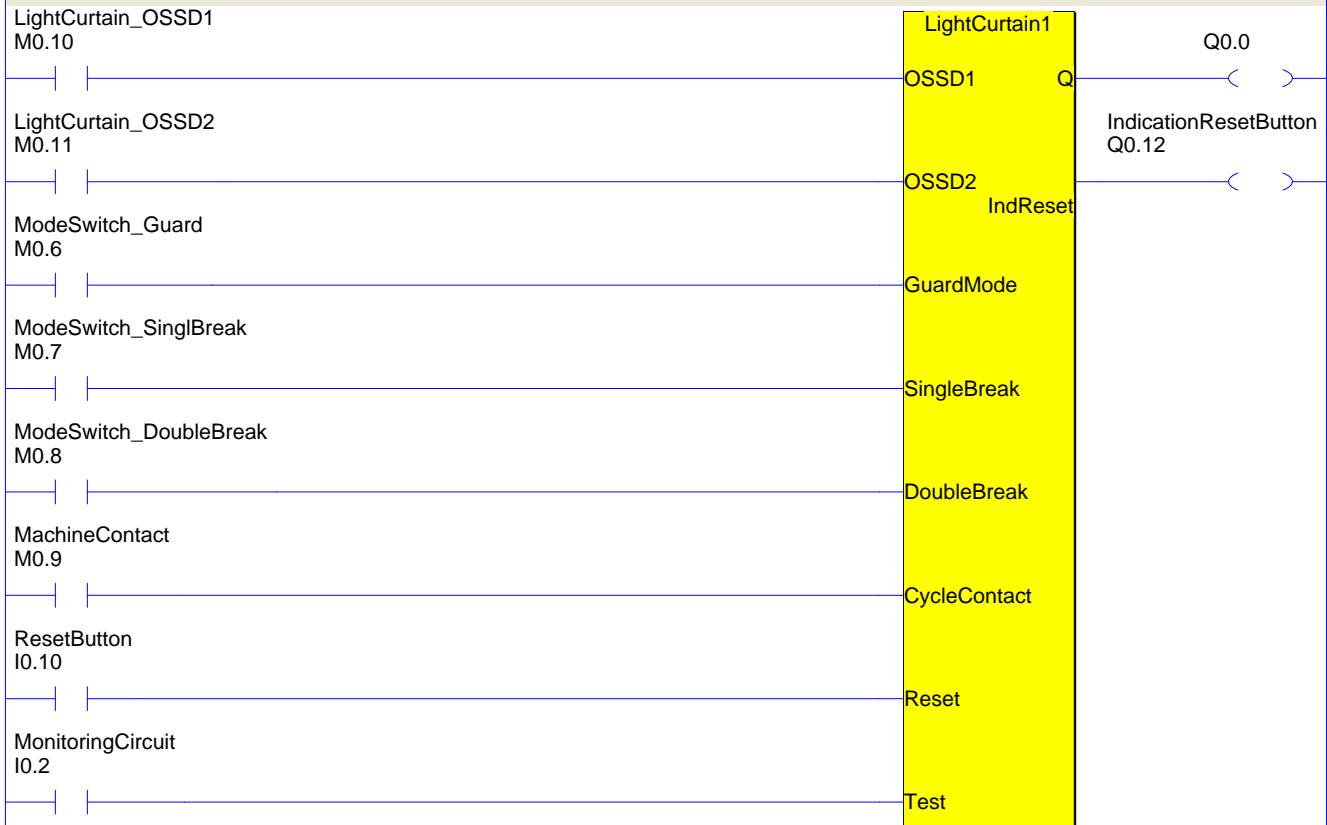 LightCurtain_OSSD1
M0.10
LightCurtain1
Q0.0
OSSD1 Q
LightCurtain_OSSD2
M0.11
IndicationResetButton
Q0.12
OSSD2
IndReset
ModeSwitch_Guard
M0.6
GuardMode
ModeSwitch_SinglBreak
M0.7
SingleBreak
ModeSwitch_DoubleBreak
M0.8
DoubleBreak
MachineContact
M0.9
CycleContact
ResetButton
I0.10
Reset
MonitoringCircuit
I0.2
Test